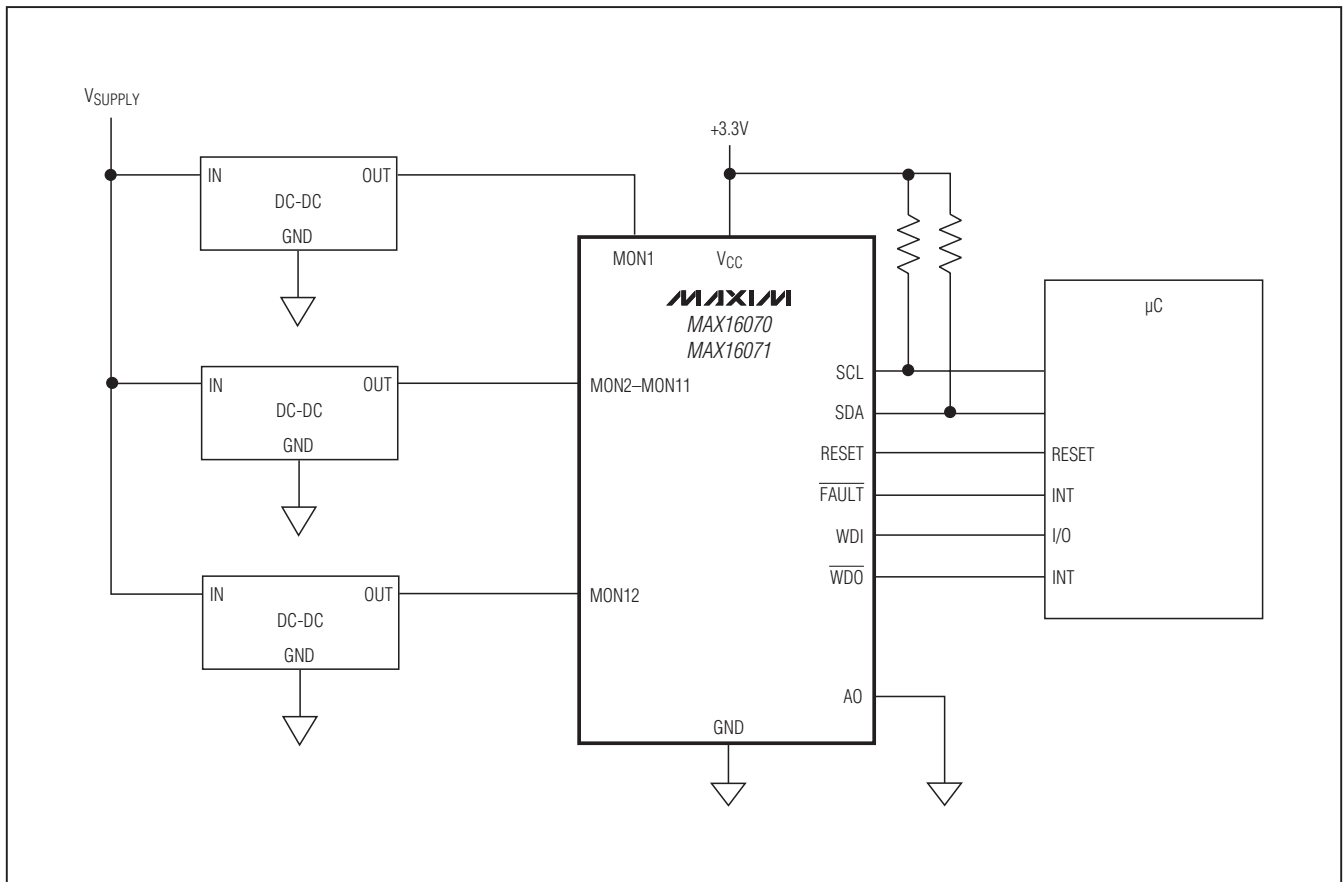 VSUPPLY
+3.3V
IN OUT
DC-DC
GND
MON1 VCC
MAXIM
MAX16070
MAX16071
µC
IN OUT
DC-DC
GND
MON2–MON11
SCL
SDA
RESET RESET
FAULT INT
WDI I/O
WDO INT
IN OUT
DC-DC
GND
MON12
AO
GND